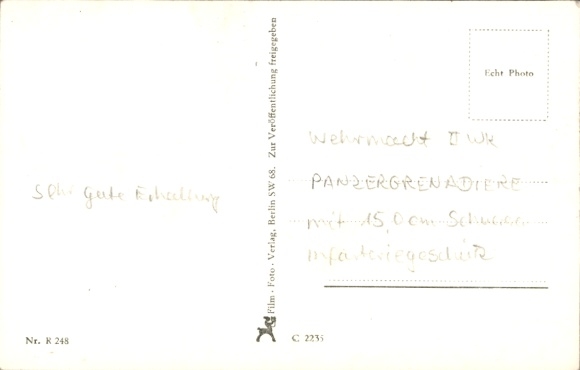 Sehr gute Erhaltung
Nr. R 248
Film-Foto-Verlag, Berlin SW 68. Zur Veröffentlichung freigegeben
Echt Photo
Wehrmacht II WK
PANZERGRENADIERE
mit 15,0 cm
Infanteriegeschütz
C 2235